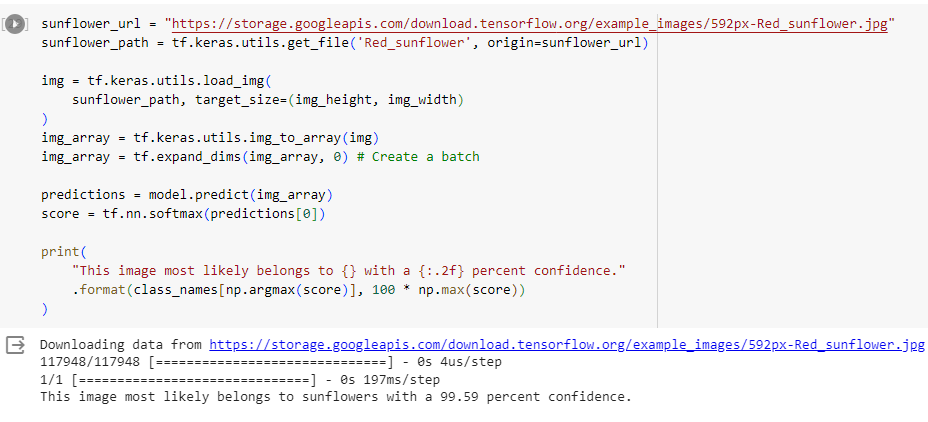 sunflower_url = "https://storage.googleapis.com/download.tensorflow.org/example_images/592px-Red_sunflower.jpg"
sunflower_path = tf.keras.utils.get_file('Red_sunflower', origin=sunflower_url)

img = tf.keras.utils.load_img(
    sunflower_path, target_size=(img_height, img_width)
)
img_array = tf.keras.utils.img_to_array(img)
img_array = tf.expand_dims(img_array, 0) # Create a batch

predictions = model.predict(img_array)
score = tf.nn.softmax(predictions[0])

print(
    "This image most likely belongs to {} with a {:.2f} percent confidence."
    .format(class_names[np.argmax(score)], 100 * np.max(score))
)
Downloading data from https://storage.googleapis.com/download.tensorflow.org/example_images/592px-Red_sunflower.jpg
117948/117948 [==============================] - 0s 4us/step
1/1 [==============================] - 0s 197ms/step
This image most likely belongs to sunflowers with a 99.59 percent confidence.